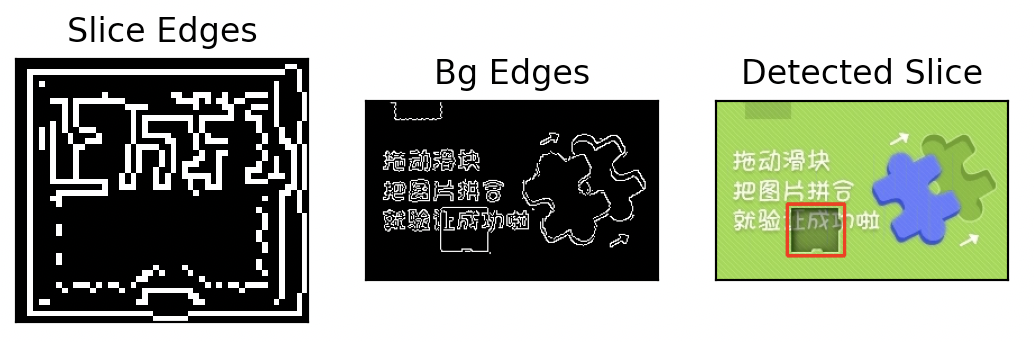 Slice Edges
Bg Edges
拖动滑块
把图片拼合
就验证成功啦
Detected Slice
拖动滑块
把图片拼合
就验证成功啦